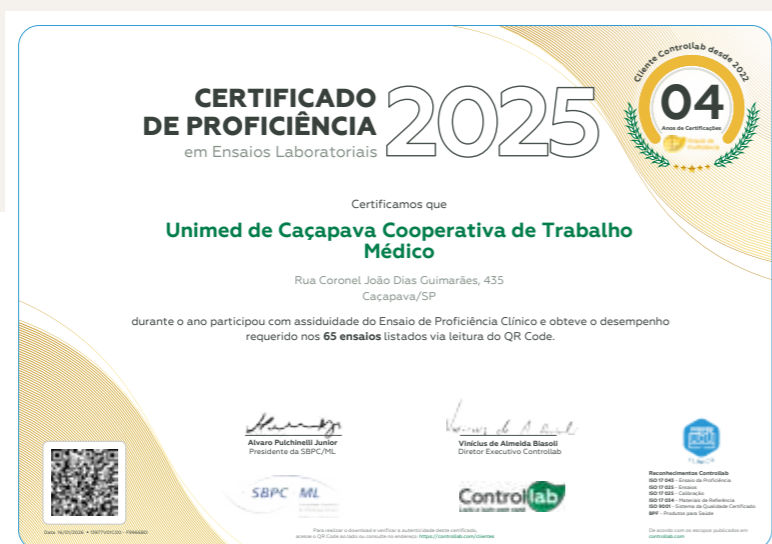 CERTIFICADO
DE PROFICIÊNCIA
em Ensaios Laboratoriais
2025
Cliente Controllab desde 2022
04
Anos de Certificações
Certificamos que
Unimed de Caçapava Cooperativa de Trabalho
Médico
Rua Coronel João Dias Guimarães, 435
Caçapava/SP
durante o ano participou com assiduidade do Ensaio de Proficiência Clínico e obteve o desempenho
requerido nos 65 ensaios listados via leitura do QR Code.
Alvaro Pulchinelli Junior
Presidente da SBPC/ML
Vinicius de Almeida Biasoli
Diretor Executivo Controllab
SBPC ML
Controllab
Reconhecimentos Controllab
ISO 17 043 - Ensaio de Proficiência
ISO 17 025 - Ensaios
ISO 17 025 - Calibração
ISO 17 034 - Materiais de Referência
ISO 9001 - Sistema da Qualidade Certificado
BPF - Produtos para Saúde
Data: 16/01/2026
Para realizar o download e verificar a autenticidade deste certificado,
acesse o QR Code ao lado ou consulte no endereço: https://controllab.com/clientes
De acordo com os escopos publicados em
controllab.com